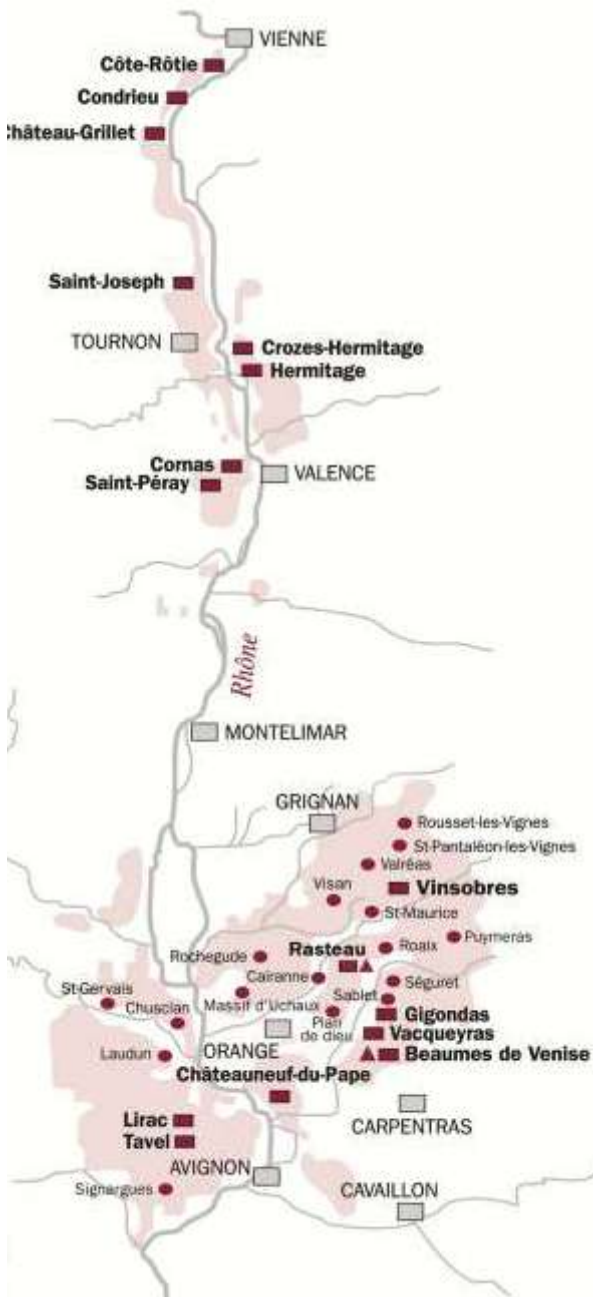 VIENNE
Côte-Rôtie
Condrieu
hâteau-Grillet
Saint-Joseph
TOURNON
Crozes-Hermitage
Hermitage
Cornas
Saint-Péray
VALENCE
Rhône
MONTELIMAR
GRIGNAN
Rousset-les-Vignes
St-Pantaléon-les-Vignes
Valréas
Visan
Vinsobres
St-Maurice
Puymeras
Rochegude
Rasteau
Roaix
Cairanne
Séguret
St-Gervais
Massif d'Uchaux
Sablet
Chusclan
Plan
de dieu
Gigondas
ORANGE
Vacqueyras
Laudun
Beaumes de Venise
Châteauneuf-du-Pape
Lirac
CARPENTRAS
Tavel
AVIGNON
Signargues
CAVAILLON